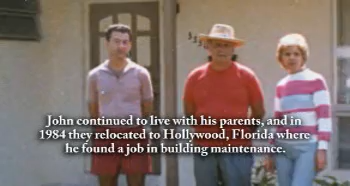 John continued to live with his parents, and in
1984 they relocated to Hollywood, Florida where
he found a job in building maintenance.